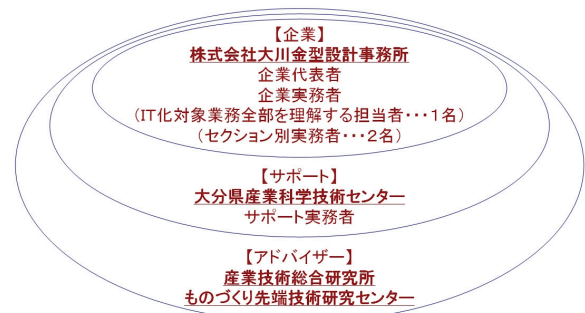 【企業】
株式会社大川金型設計事務所
企業代表者
企業実務者
(IT化対象業務全部を理解する担当者・・・1名)
(セクション別実務者・・・2名)
【サポート】
大分県産業科学技術センター
サポート実務者
【アドバイザー】
産業技術総合研究所
ものづくり先端技術研究センター